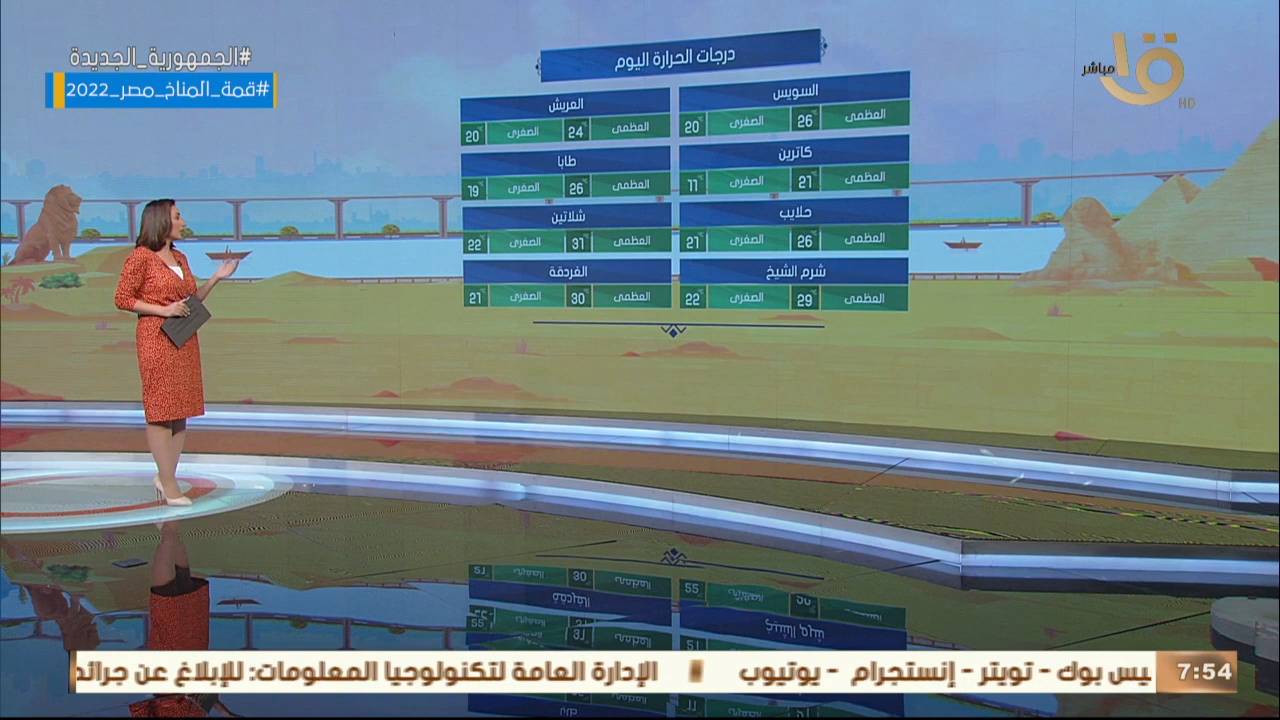 #الجمهورية_الجديدة
#قمة_المناخ_مصر_2022
مباشر
HD
درجات الحرارة اليوم
السويس
العظمى 26 الصغرى 20
العريش
العظمى 24 الصغرى 20
كاترين
العظمى 21 الصغرى 11
طابا
العظمى 26 الصغرى 19
حلايب
العظمى 26 الصغرى 21
شلاتين
العظمى 31 الصغرى 22
شرم الشيخ
العظمى 29 الصغرى 22
الغردقة
العظمى 30 الصغرى 21
7:54
يس بوك - تويتر - إنستجرام - يوتيوب الإدارة العامة لتكنولوجيا المعلومات: للإبلاغ عن جرائم